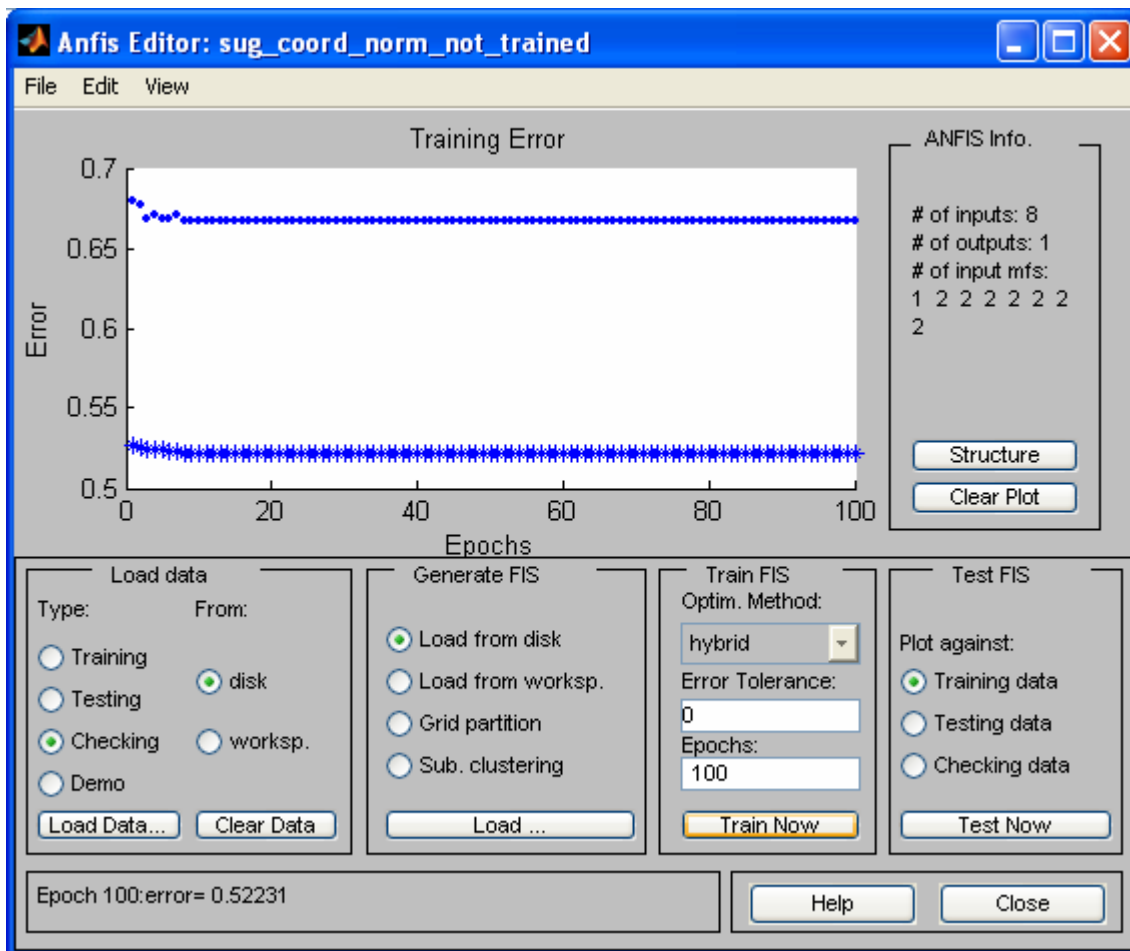 Anfis Editor: sug_coord_norm_not_trained
File Edit View
Training Error
0.7
0.65
0.6
0.55
0.5
Error
0 20 40 60 80 100
Epochs
ANFIS Info.
# of inputs: 8
# of outputs: 1
# of input mfs:
1 2 2 2 2 2 2
2
Structure
Clear Plot
Load data
Type: From:
Training
Testing
Checking
Demo
disk
worksp.
Load Data... Clear Data
Generate FIS
Load from disk
Load from worksp.
Grid partition
Sub. clustering
Load ...
Train FIS
Optim. Method:
hybrid
Error Tolerance:
0
Epochs:
100
Train Now
Test FIS
Plot against:
Training data
Testing data
Checking data
Test Now
Epoch 100:error= 0.52231
Help Close